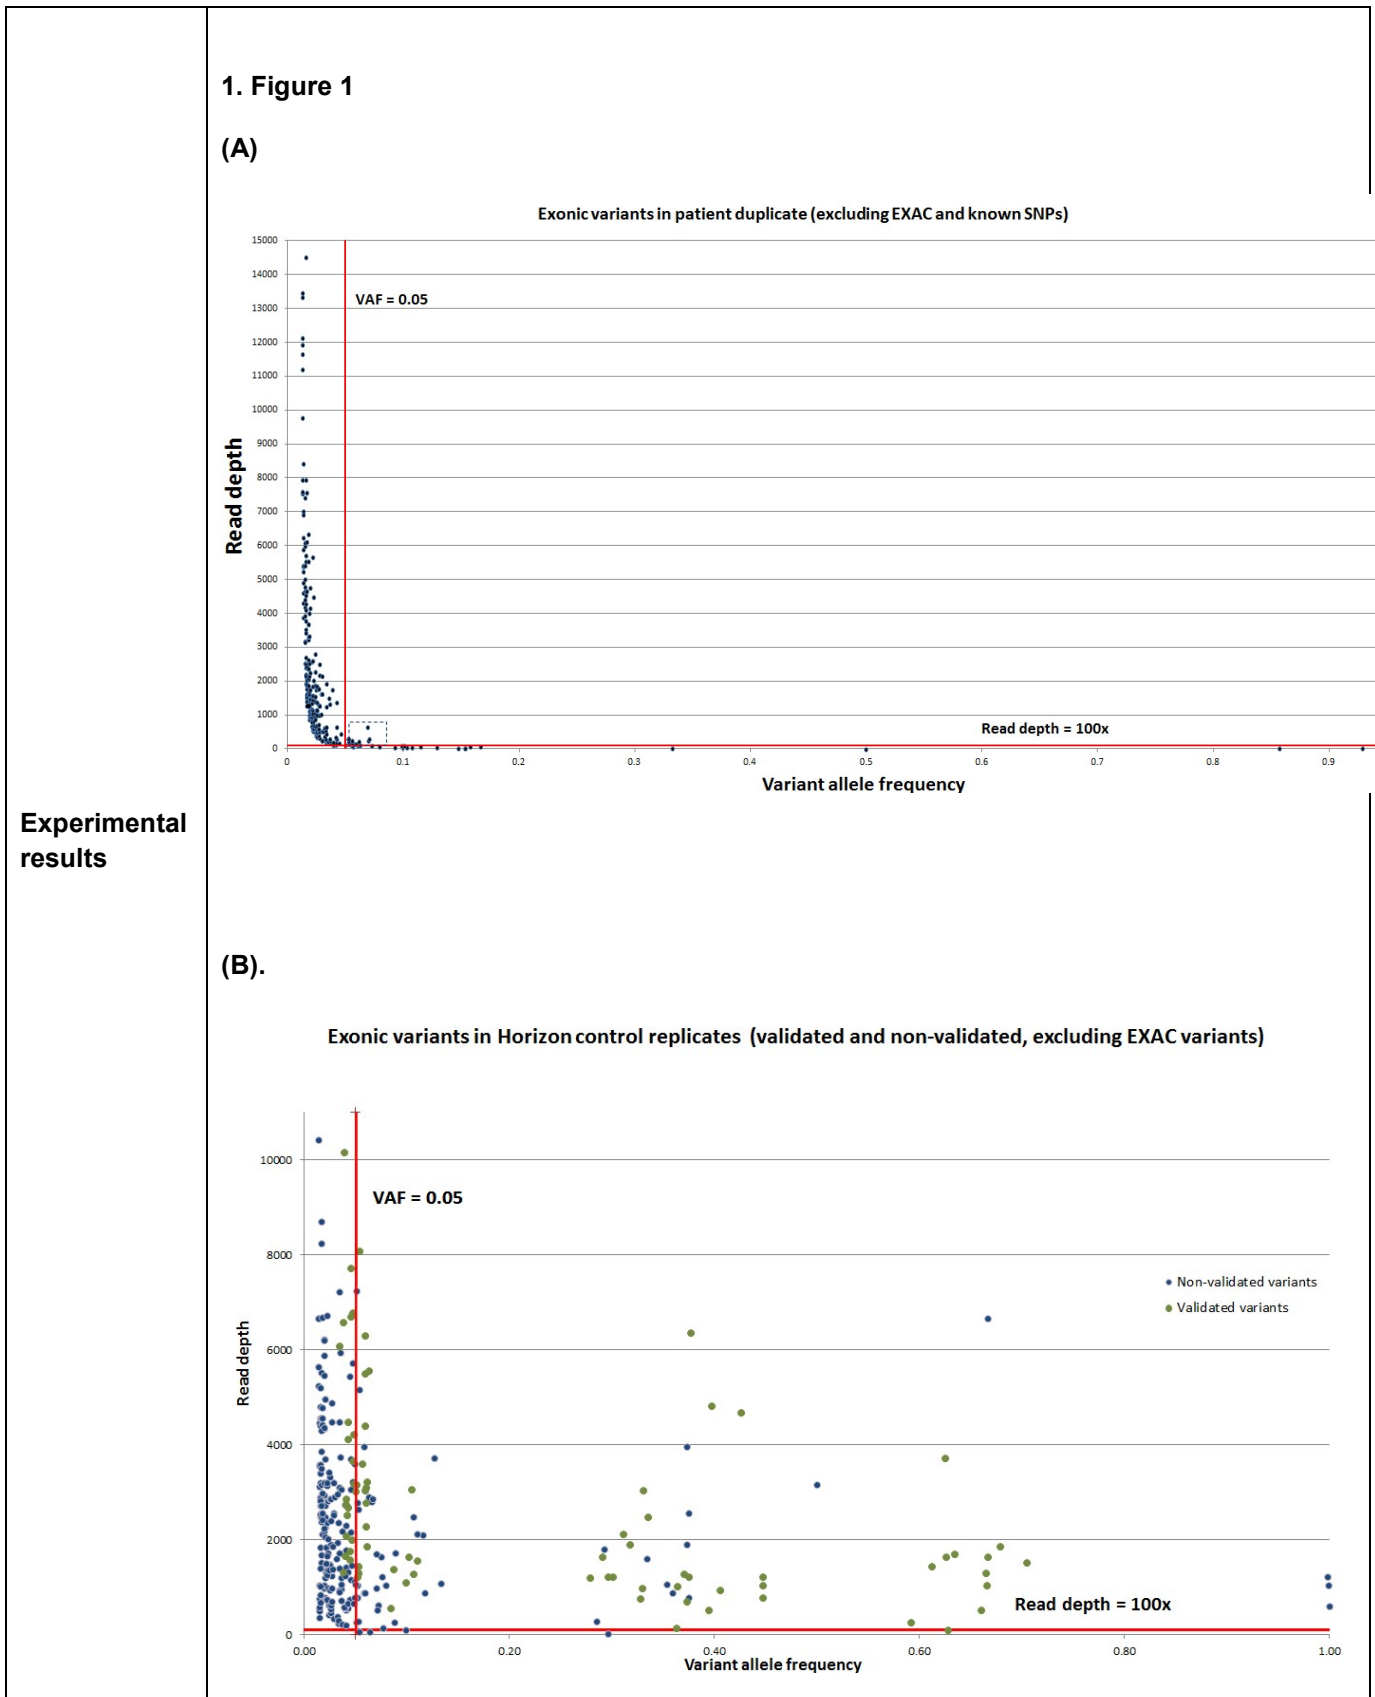 1. Figure 1
(A)
Exonic variants in patient duplicate (excluding EXAC and known SNPs)
15000
14000
13000
12000
11000
10000
9000
8000
7000
6000
5000
4000
3000
2000
1000
0
VAF = 0.05
Read depth
Read depth = 100x
0 0.1 0.2 0.3 0.4 0.5 0.6 0.7 0.8 0.9
Variant allele frequency
Experimental
results
(B).
Exonic variants in Horizon control replicates (validated and non-validated, excluding EXAC variants)
10000
8000
6000
4000
2000
0
VAF = 0.05
Non-validated variants
Validated variants
Read depth
Read depth = 100x
0.00 0.20 0.40 0.60 0.80 1.00
Variant allele frequency